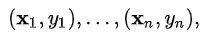 (𝐱₁, y₁), . . . , (𝐱ₙ, yₙ),